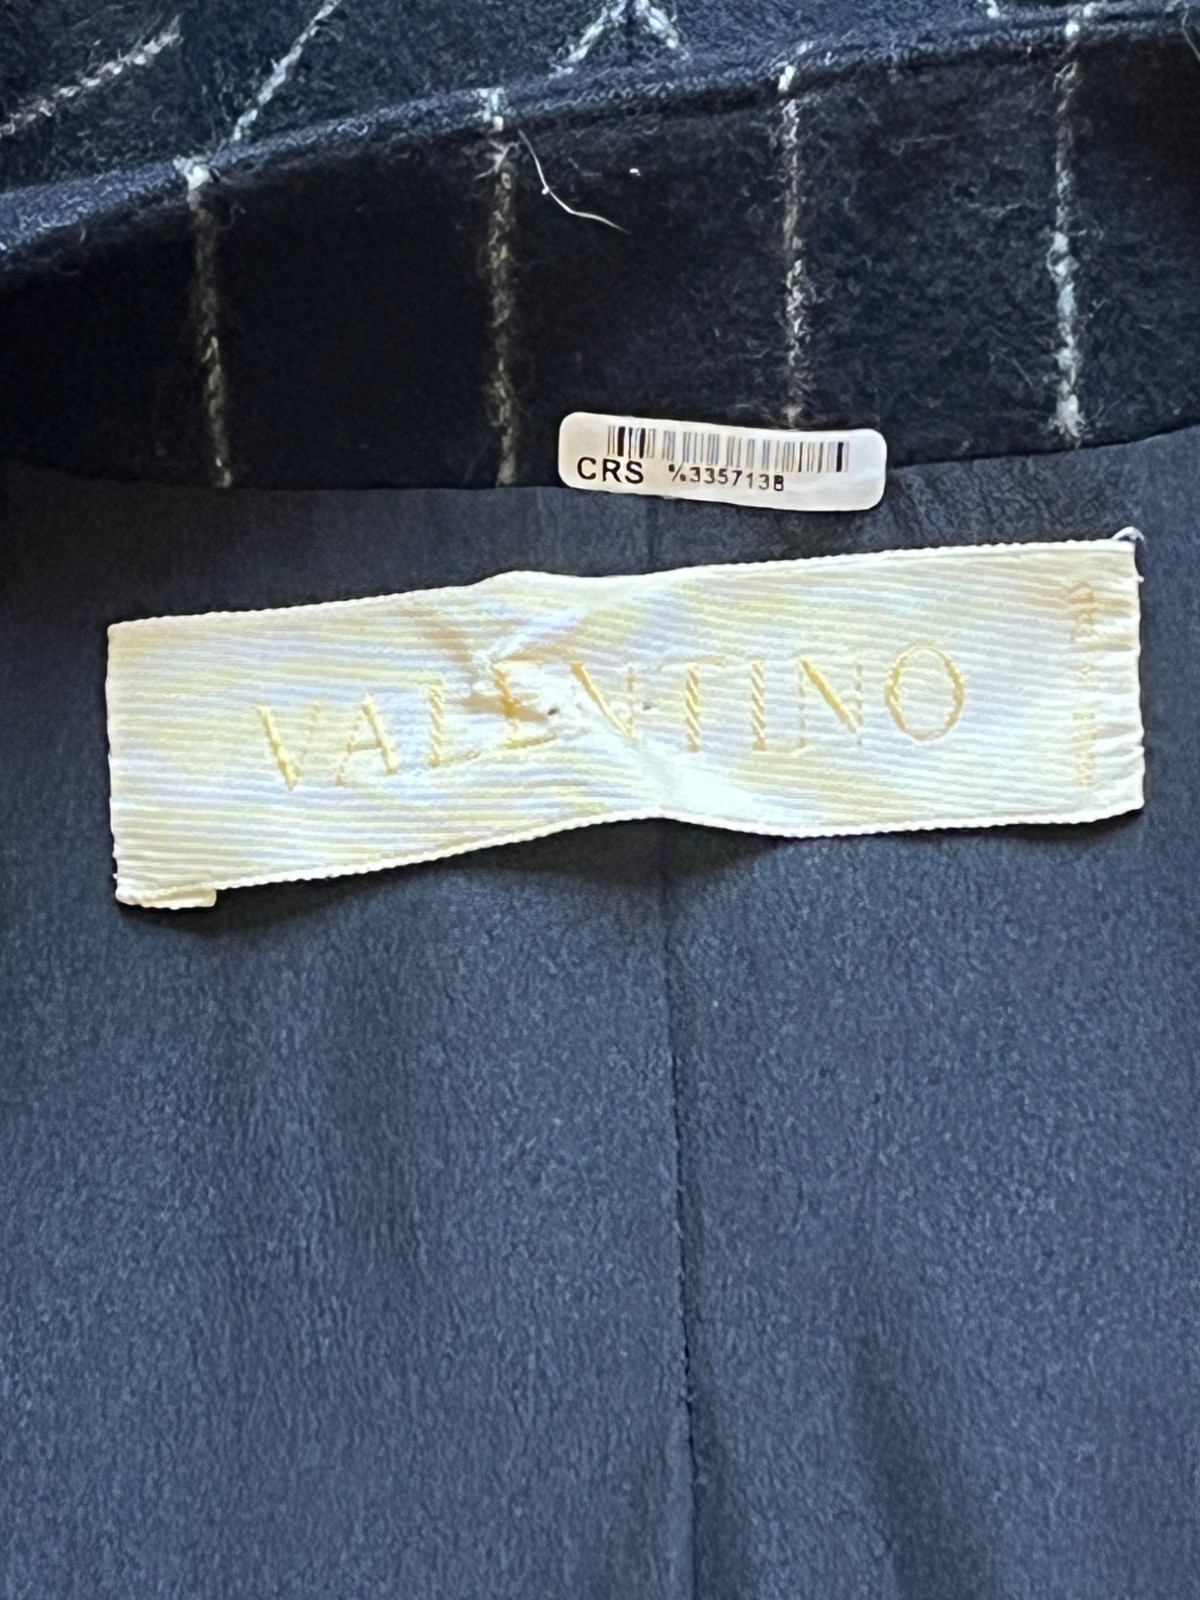 CRS %3357138
VALENTINO